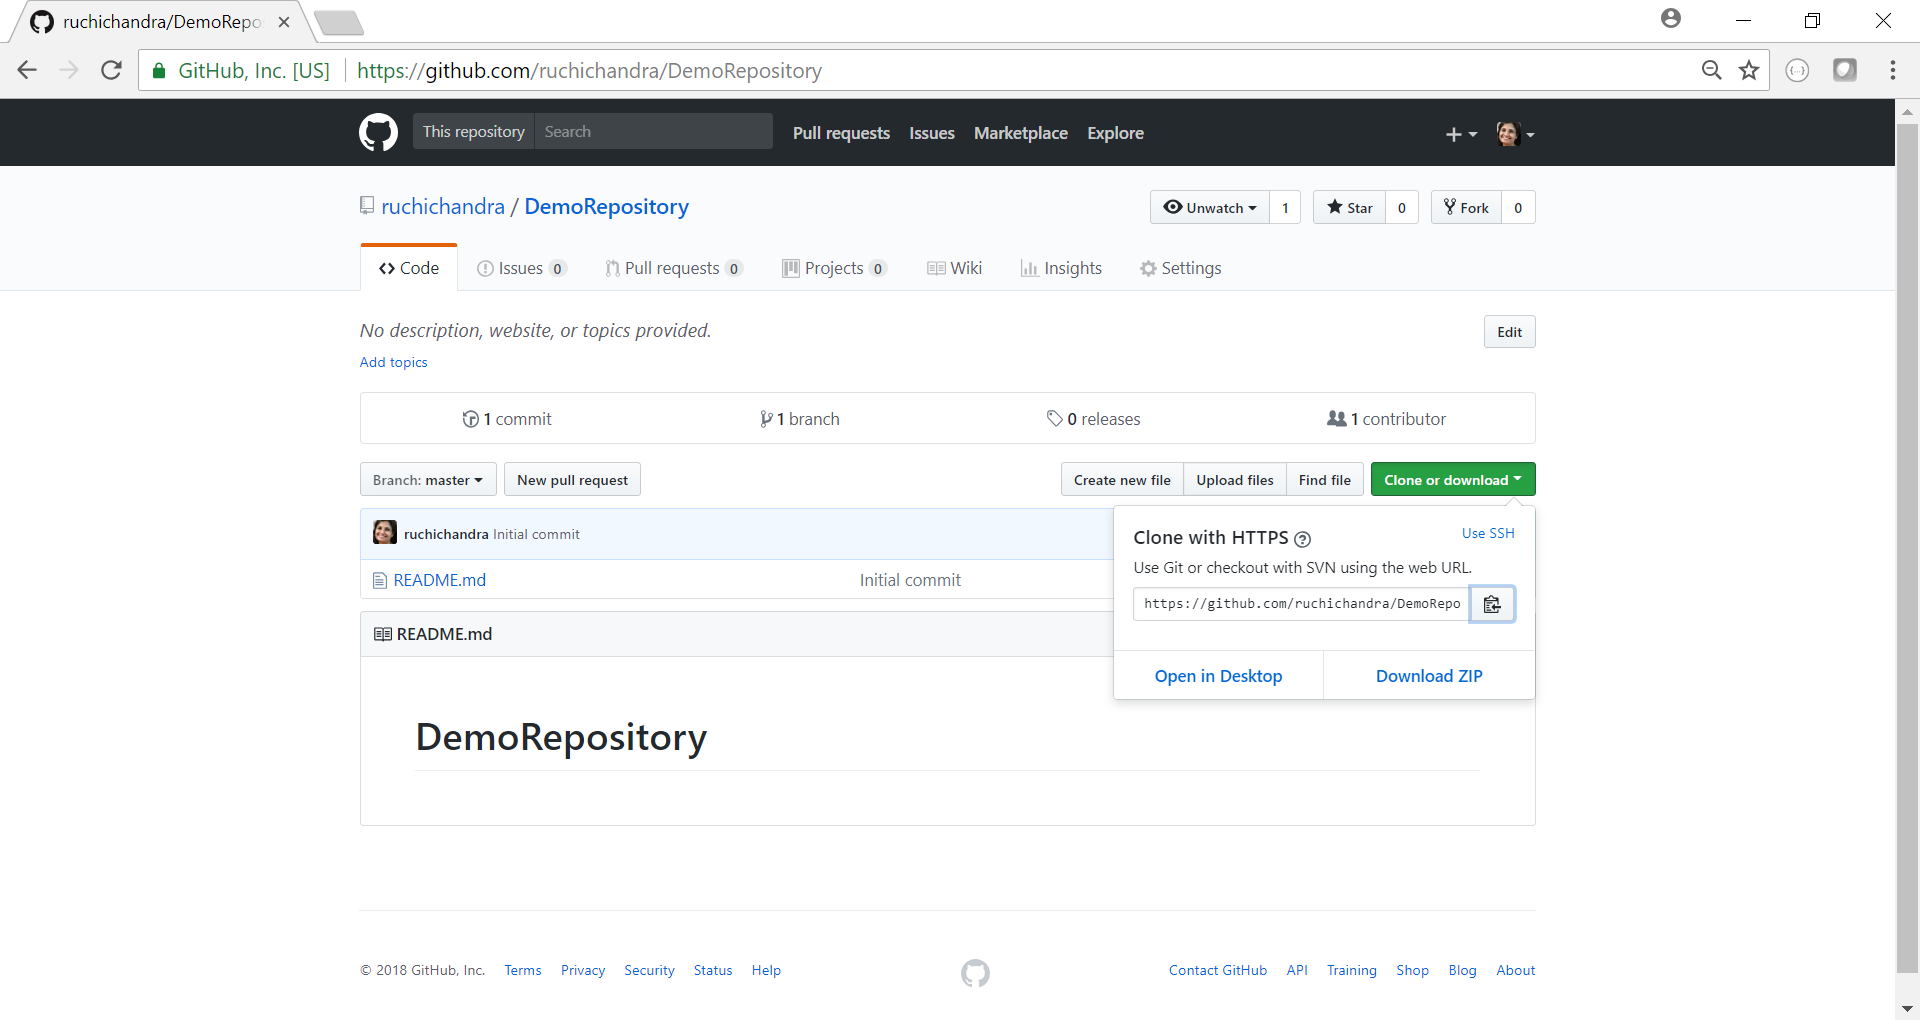 ruchichandra/DemoRepo
GitHub, Inc. [US] https://github.com/ruchichandra/DemoRepository
This repository Search Pull requests Issues Marketplace Explore
ruchichandra / DemoRepository Unwatch 1 Star 0 Fork 0
Code Issues 0 Pull requests 0 Projects 0 Wiki Insights Settings
No description, website, or topics provided. Edit
Add topics
1 commit 1 branch 0 releases 1 contributor
Branch: master New pull request Create new file Upload files Find file Clone or download
ruchichandra Initial commit
README.md Initial commit
Clone with HTTPS Use SSH
Use Git or checkout with SVN using the web URL.
https://github.com/ruchichandra/DemoRepo
Open in Desktop Download ZIP
README.md
DemoRepository
© 2018 GitHub, Inc. Terms Privacy Security Status Help Contact GitHub API Training Shop Blog About